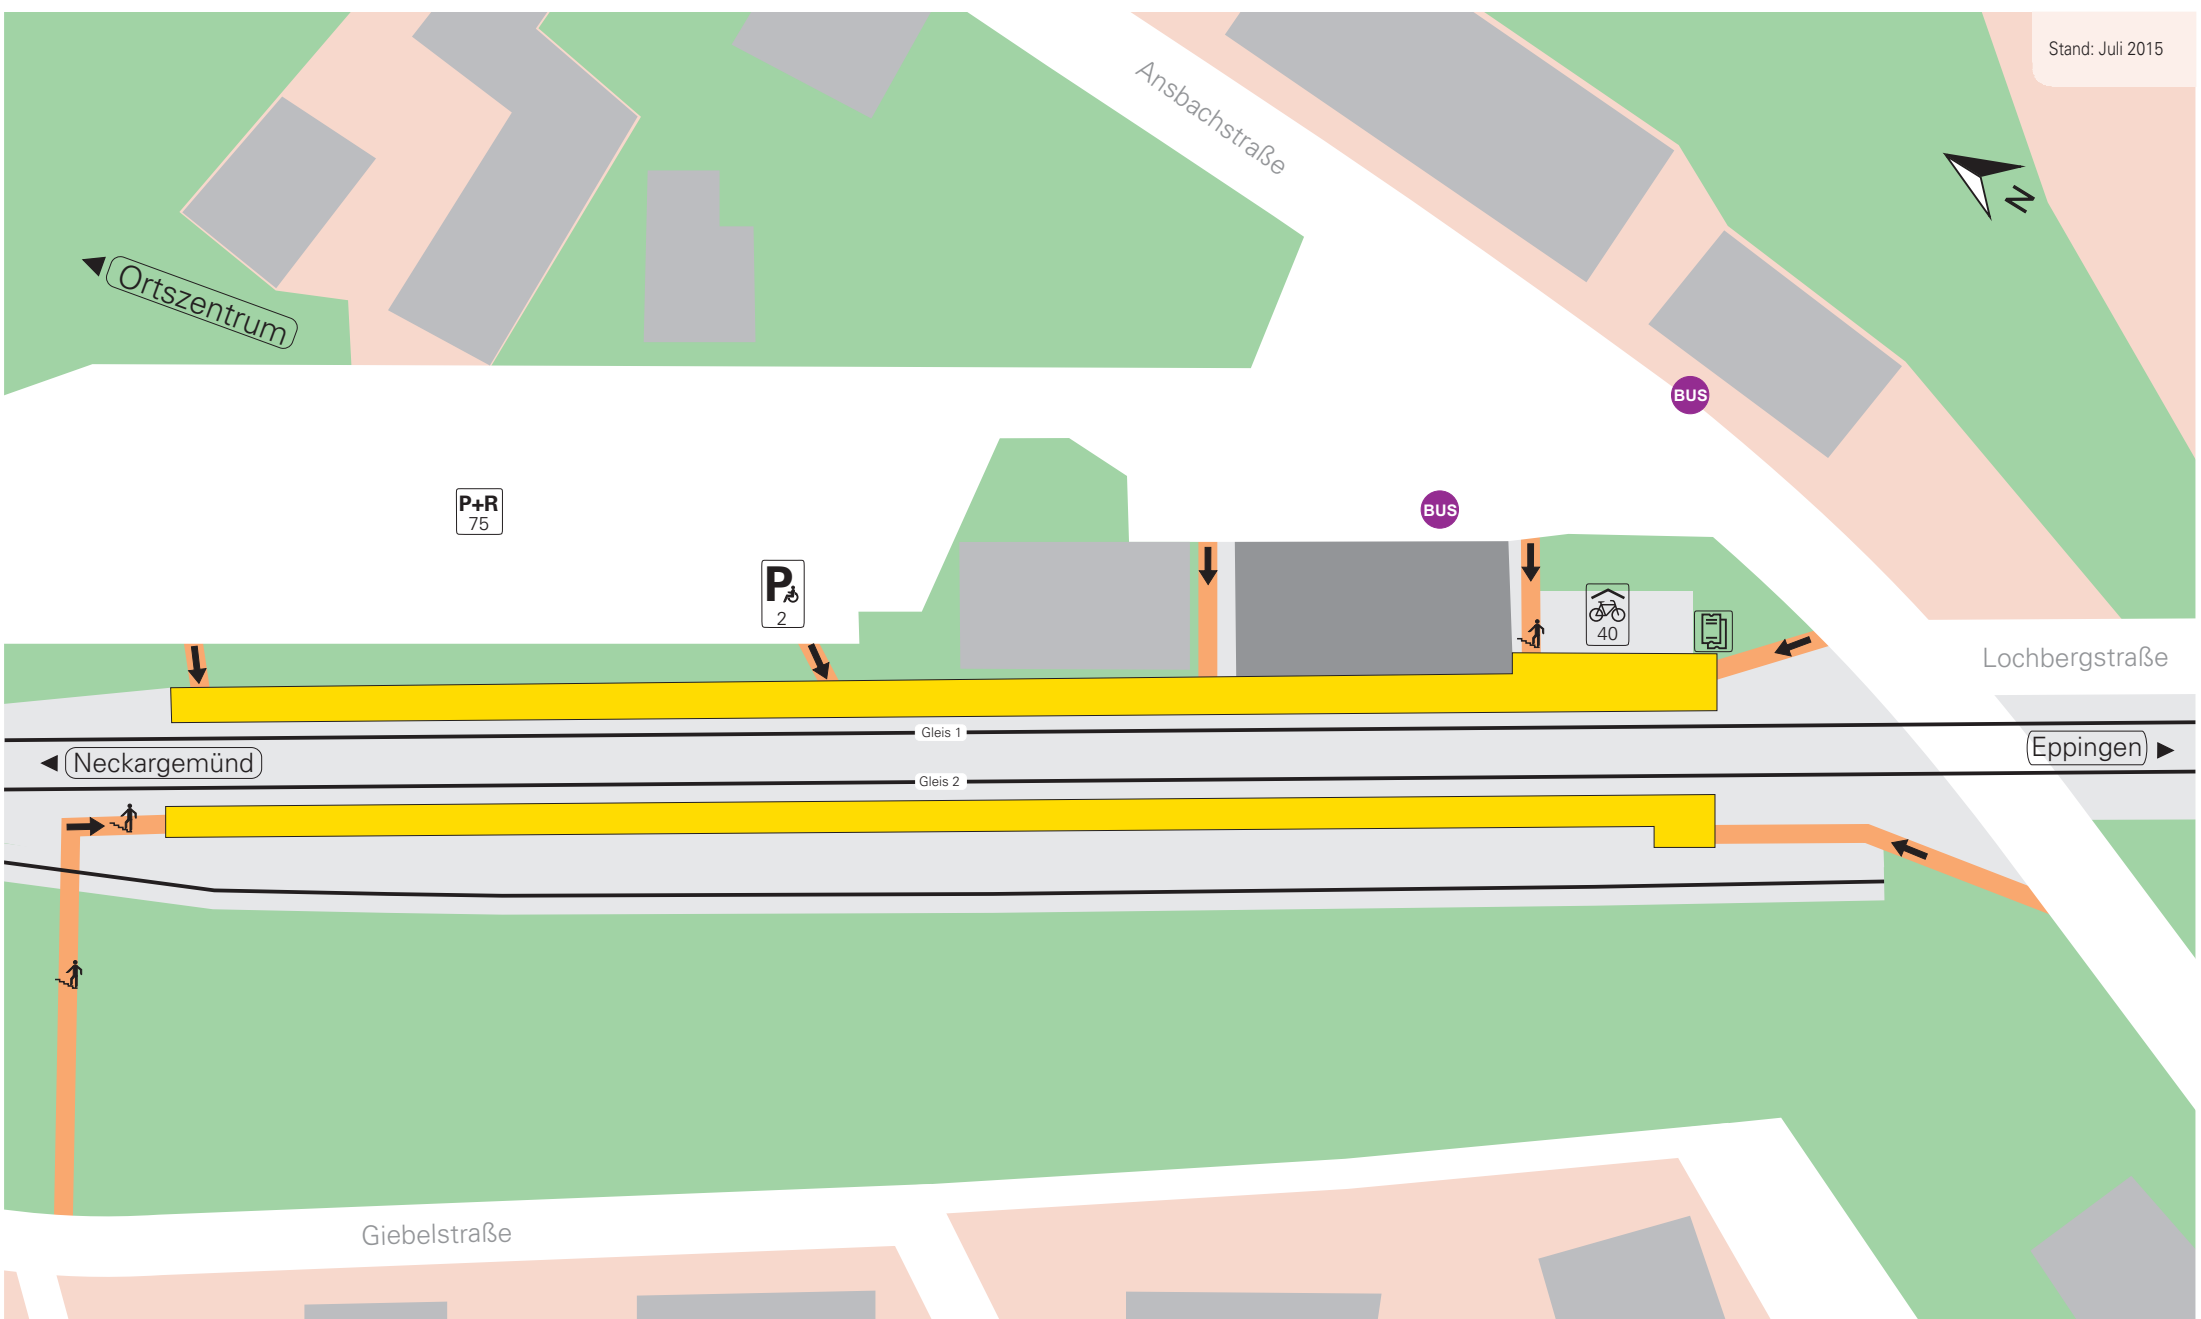 Stand: Juli 2015
Ansbachstraße
N
Ortszentrum
BUS
P+R
75
BUS
P
2
40
Lochbergstraße
Gleis 1
Neckargemünd
Eppingen
Gleis 2
Giebelstraße